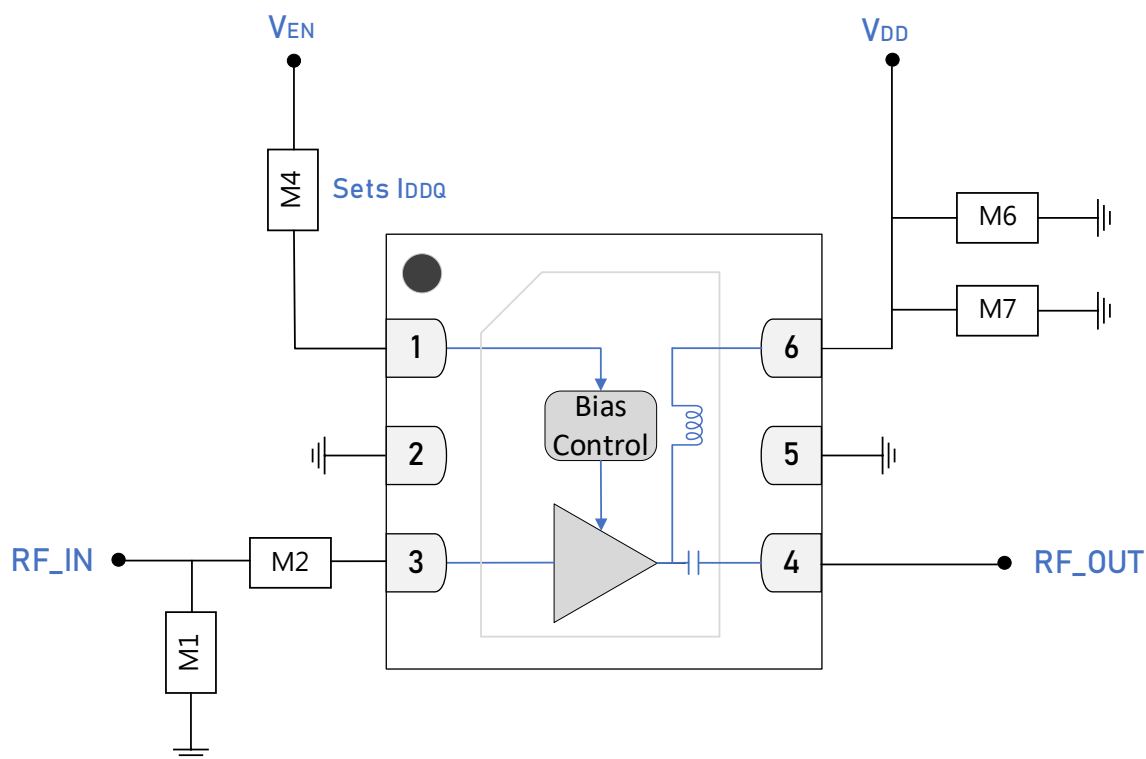 VEN
VDD
M4
Sets IDDQ
M6
M7
1
6
Bias
Control
2
5
RF_IN
M2
3
4
RF_OUT
M1